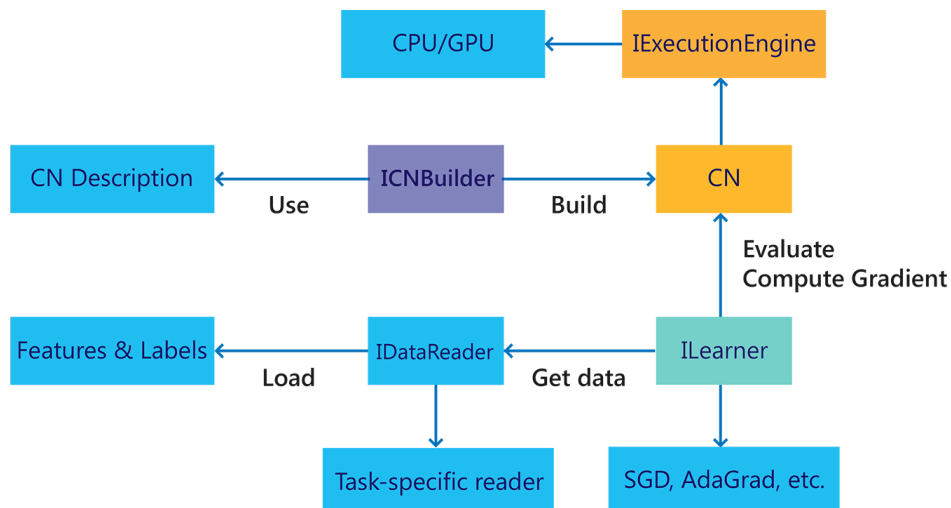 CPU/GPU
IExecutionEngine
CN Description
ICNBuilder
CN
Use
Build
Evaluate
Compute Gradient
Features & Labels
IDataReader
ILearner
Load
Get data
Task-specific reader
SGD, AdaGrad, etc.